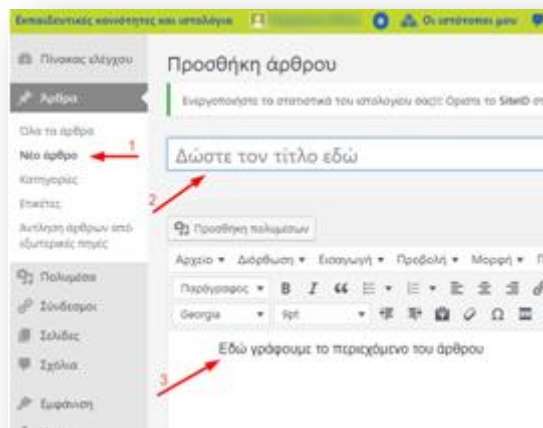 Εκπαιδευτικές κοινότητες και ιστολόγια
Οι ιστότοποι μου
Πίνακας ελέγχου
Άρθρα
Όλα τα άρθρα
Νέο άρθρο
1
Κατηγορίες
Ετικέτες
Άντληση άρθρων από
εξωτερικές πηγές
Πολυμέσα
Σύνδεσμοι
Σελίδες
Σχόλια
Εμφάνιση
Προσθήκη άρθρου
Ενεργοποιήστε τα στατιστικά του ιστολογίου σας!!! Ορίστε το SiteID
Δώστε τον τίτλο εδώ
2
Προσθήκη πολυμέσων
Αρχείο Διόρθωση Εισαγωγή Προβολή Μορφή
Παράγραφος B I
Georgia 9pt Ω
Εδώ γράφουμε το περιεχόμενο του άρθρου
3